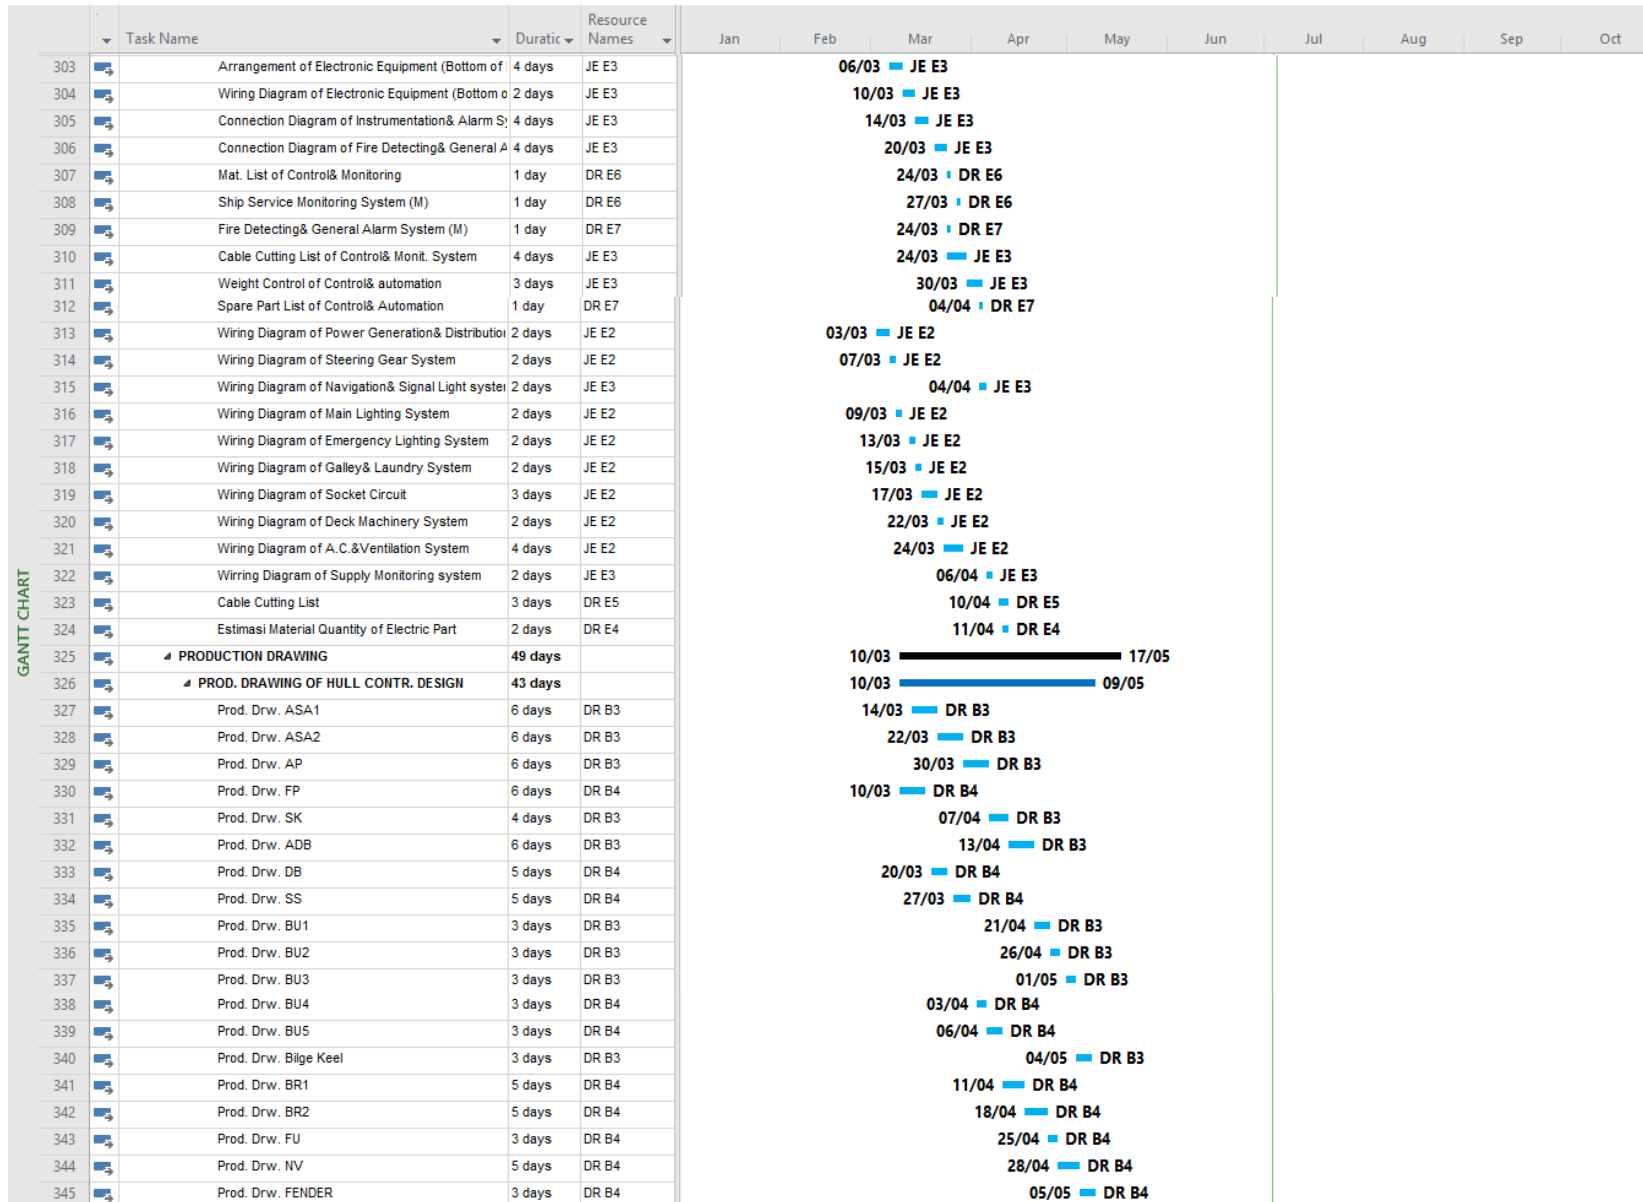 Resource
Task Name Duratic Names Jan Feb Mar Apr May Jun Jul Aug Sep Oct
303 Arrangement of Electronic Equipment (Bottom of 4 days JE E3 06/03 JE E3
304 Wiring Diagram of Electronic Equipment (Bottom o 2 days JE E3 10/03 JE E3
305 Connection Diagram of Instrumentation& Alarm Sy 4 days JE E3 14/03 JE E3
306 Connection Diagram of Fire Detecting& General A 4 days JE E3 20/03 JE E3
307 Mat. List of Control& Monitoring 1 day DR E6 24/03 DR E6
308 Ship Service Monitoring System (M) 1 day DR E6 27/03 DR E6
309 Fire Detecting& General Alarm System (M) 1 day DR E7 24/03 DR E7
310 Cable Cutting List of Control& Monit. System 4 days JE E3 24/03 JE E3
311 Weight Control of Control& automation 3 days JE E3 30/03 JE E3
312 Spare Part List of Control& Automation 1 day DR E7 04/04 DR E7
313 Wiring Diagram of Power Generation& Distributior 2 days JE E2 03/03 JE E2
314 Wiring Diagram of Steering Gear System 2 days JE E2 07/03 JE E2
315 Wiring Diagram of Navigation& Signal Light syster 2 days JE E3 04/04 JE E3
316 Wiring Diagram of Main Lighting System 2 days JE E2 09/03 JE E2
317 Wiring Diagram of Emergency Lighting System 2 days JE E2 13/03 JE E2
318 Wiring Diagram of Galley& Laundry System 2 days JE E2 15/03 JE E2
319 Wiring Diagram of Socket Circuit 3 days JE E2 17/03 JE E2
320 Wiring Diagram of Deck Machinery System 2 days JE E2 22/03 JE E2
321 Wiring Diagram of A.C.&Ventilation System 4 days JE E2 24/03 JE E2
322 Wirring Diagram of Supply Monitoring system 2 days JE E3 06/04 JE E3
323 Cable Cutting List 3 days DR E5 10/04 DR E5
324 Estimasi Material Quantity of Electric Part 2 days DR E4 11/04 DR E4
325 PRODUCTION DRAWING 49 days 10/03 17/05
326 PROD. DRAWING OF HULL CONTR. DESIGN 43 days 10/03 09/05
327 Prod. Drw. ASA1 6 days DR B3 14/03 DR B3
328 Prod. Drw. ASA2 6 days DR B3 22/03 DR B3
329 Prod. Drw. AP 6 days DR B3 30/03 DR B3
330 Prod. Drw. FP 6 days DR B4 10/03 DR B4
331 Prod. Drw. SK 4 days DR B3 07/04 DR B3
332 Prod. Drw. ADB 6 days DR B3 13/04 DR B3
333 Prod. Drw. DB 5 days DR B4 20/03 DR B4
334 Prod. Drw. SS 5 days DR B4 27/03 DR B4
335 Prod. Drw. BU1 3 days DR B3 21/04 DR B3
336 Prod. Drw. BU2 3 days DR B3 26/04 DR B3
337 Prod. Drw. BU3 3 days DR B3 01/05 DR B3
338 Prod. Drw. BU4 3 days DR B4 03/04 DR B4
339 Prod. Drw. BU5 3 days DR B4 06/04 DR B4
340 Prod. Drw. Bilge Keel 3 days DR B3 04/05 DR B3
341 Prod. Drw. BR1 5 days DR B4 11/04 DR B4
342 Prod. Drw. BR2 5 days DR B4 18/04 DR B4
343 Prod. Drw. FU 3 days DR B4 25/04 DR B4
344 Prod. Drw. NV 5 days DR B4 28/04 DR B4
345 Prod. Drw. FENDER 3 days DR B4 05/05 DR B4
GANTT CHART